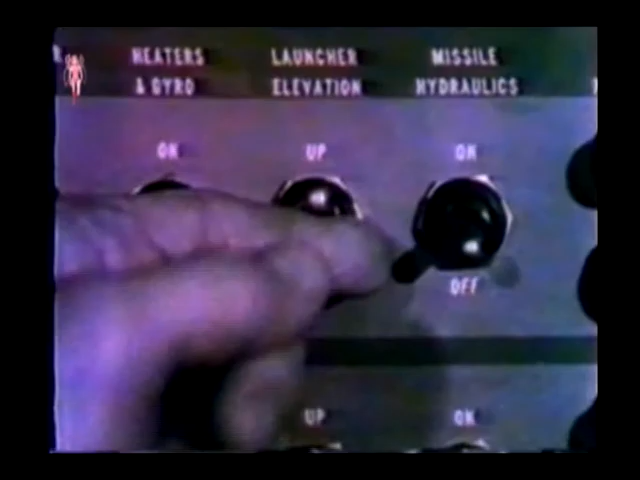 HEATERS
& GYRO
LAUNCHER
ELEVATION
MISSILE
HYDRAULICS
ON
UP
ON
OFF
UP
ON